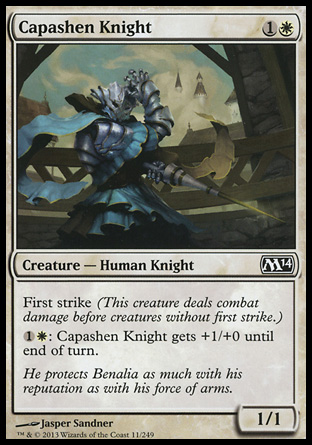 Capashen Knight 1
Creature — Human Knight M14
First strike (This creature deals combat
damage before creatures without first strike.)
1: Capashen Knight gets +1/+0 until
end of turn.
He protects Benalia as much with his
reputation as with his force of arms.
Jasper Sandner
™ & © 2013 Wizards of the Coast 11/249
1/1